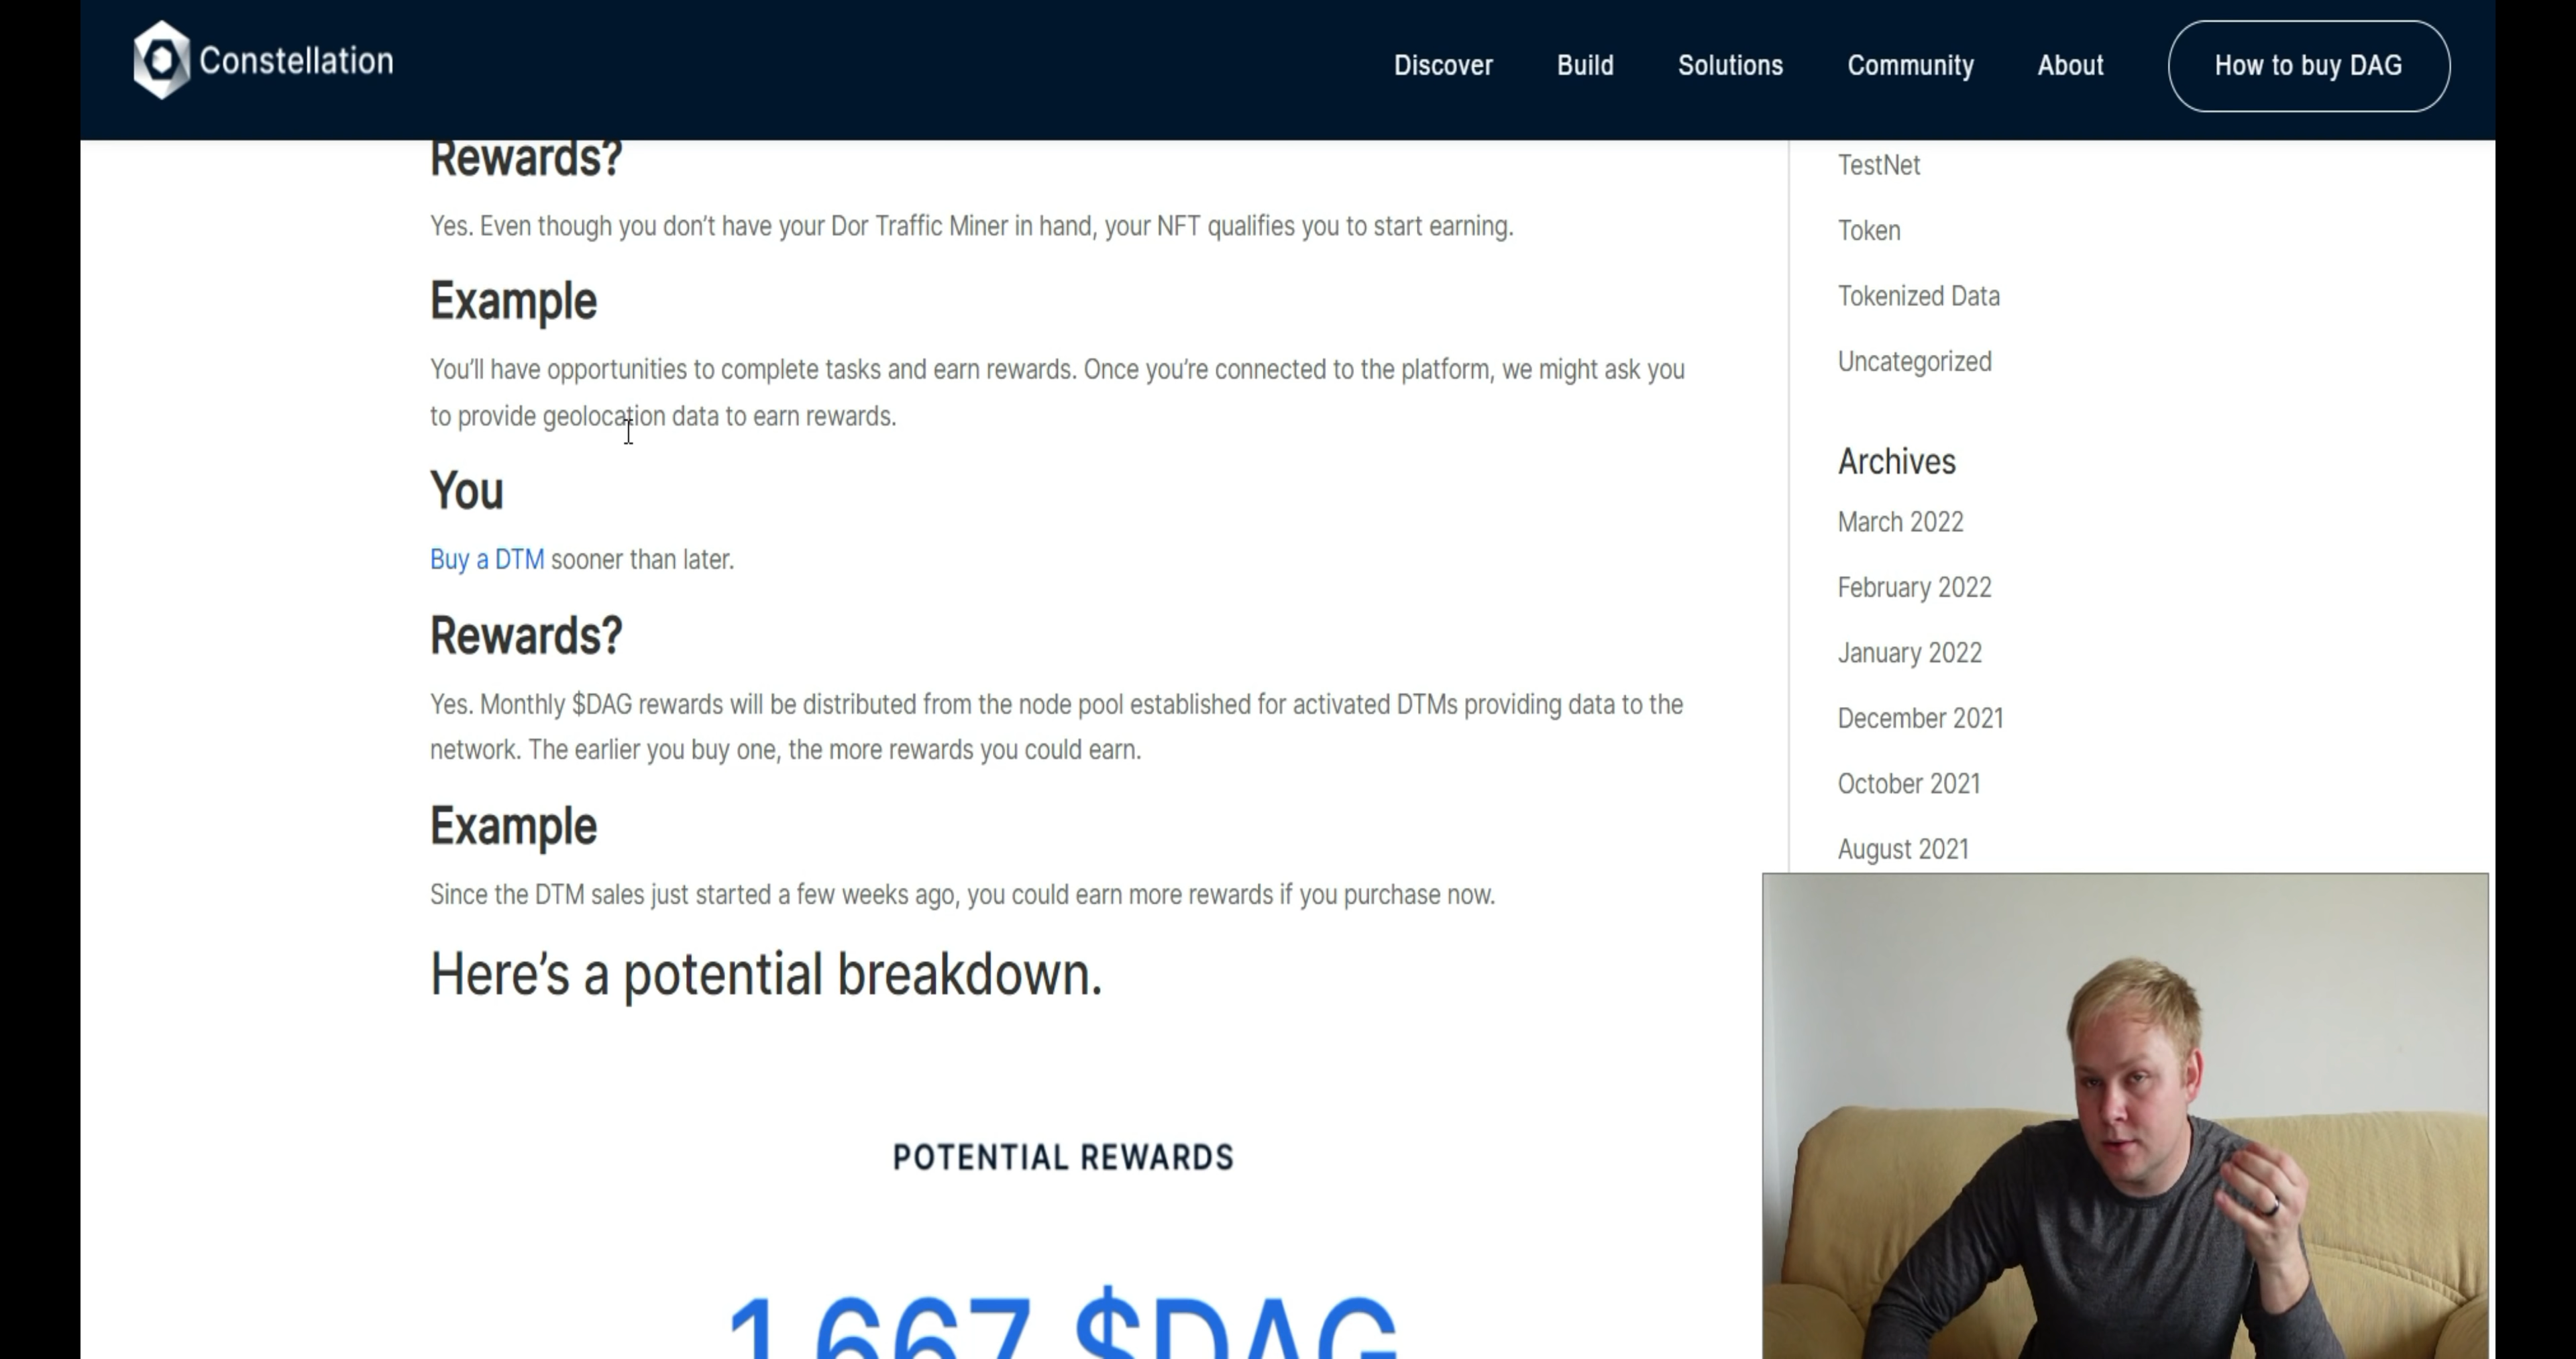 Constellation
Discover
Build
Solutions
Community
About
How to buy DAG
Rewards?
Yes. Even though you don't have your Dor Traffic Miner in hand, your NFT qualifies you to start earning.
Example
You'll have opportunities to complete tasks and earn rewards. Once you're connected to the platform, we might ask you
to provide geolocation data to earn rewards.
You
Buy a DTM sooner than later.
Rewards?
Yes. Monthly $DAG rewards will be distributed from the node pool established for activated DTMs providing data to the
network. The earlier you buy one, the more rewards you could earn.
Example
Since the DTM sales just started a few weeks ago, you could earn more rewards if you purchase now.
Here's a potential breakdown.
POTENTIAL REWARDS
1,667 $DAG
TestNet
Token
Tokenized Data
Uncategorized
Archives
March 2022
February 2022
January 2022
December 2021
October 2021
August 2021